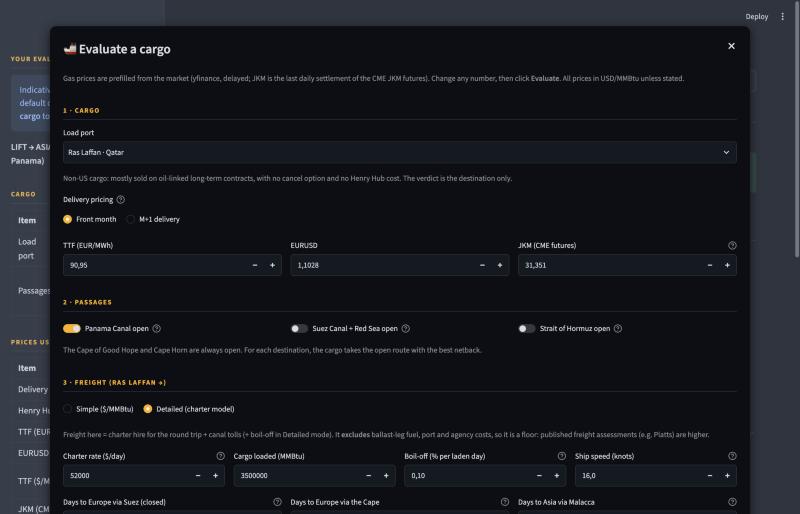 Deploy
YOUR EVAL
Evaluate a cargo
Gas prices are prefilled from the market (yfinance, delayed; JKM is the last daily settlement of the CME JKM futures). Change any number, then click Evaluate. All prices in USD/MMBtu unless stated.
Indicativ
default c
cargo to
1 · CARGO
Load port
Ras Laffan · Qatar
LIFT → ASIA
Panama)
Non-US cargo: mostly sold on oil-linked long-term contracts, with no cancel option and no Henry Hub cost. The verdict is the destination only.
CARGO
Delivery pricing
Item
Front month
M+1 delivery
Load
port
TTF (EUR/MWh)
EURUSD
JKM (CME futures)
90,95
1,1028
31,351
Passages
2 · PASSAGES
Panama Canal open
Suez Canal + Red Sea open
Strait of Hormuz open
PRICES US
The Cape of Good Hope and Cape Horn are always open. For each destination, the cargo takes the open route with the best netback.
Item
Delivery
3 · FREIGHT (RAS LAFFAN →)
Henry Hu
Simple ($/MMBtu)
Detailed (charter model)
TTF (EUR
Freight here = charter hire for the round trip + canal tolls (+ boil-off in Detailed mode). It excludes ballast-leg fuel, port and agency costs, so it is a floor: published freight assessments (e.g. Platts) are higher.
EURUSD
Charter rate ($/day)
Cargo loaded (MMBtu)
Boil-off (% per laden day)
Ship speed (knots)
TTF ($/M
52000
3500000
0,10
16,0
Days to Europe via Suez (closed)
Days to Europe via the Cape
Days to Asia via Malacca
JKM (CM